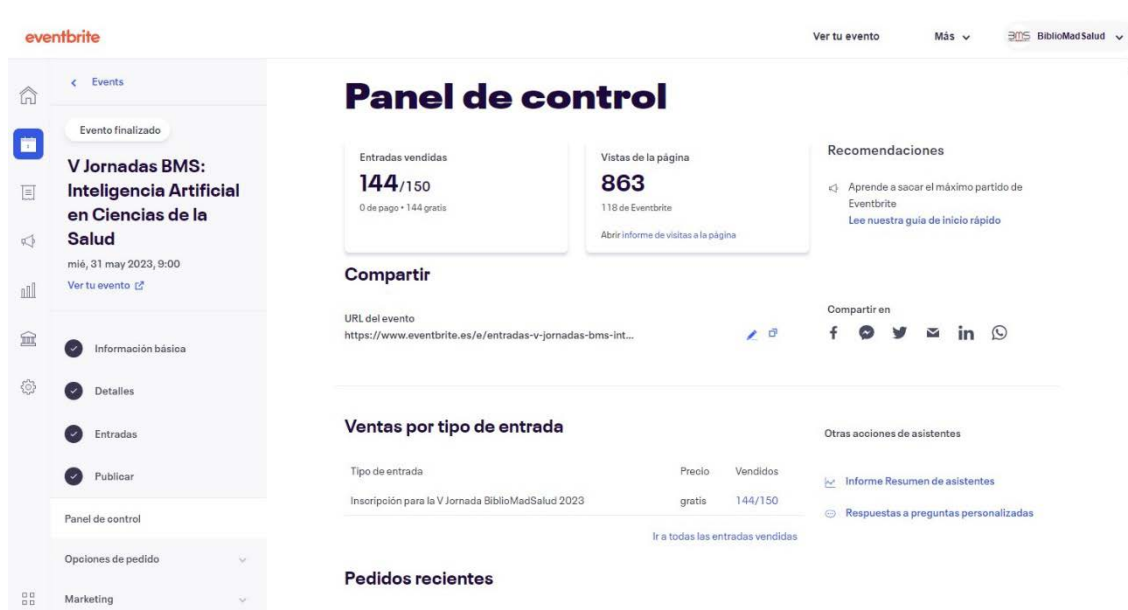 eventbrite
Ver tu evento
Más
BMS BiblioMadSalud
Events
Evento finalizado
V Jornadas BMS:
Inteligencia Artificial
en Ciencias de la
Salud
mié, 31 may 2023, 9:00
Ver tu evento
Información básica
Detalles
Entradas
Publicar
Panel de control
Opciones de pedido
Marketing
Panel de control
Entradas vendidas
144/150
0 de pago • 144 gratis
Vistas de la página
863
118 de Eventbrite
Abrir informe de visitas a la página
Recomendaciones
Aprende a sacar el máximo partido de
Eventbrite
Lee nuestra guía de inicio rápido
Compartir
URL del evento
https://www.eventbrite.es/e/entradas-v-jornadas-bms-int...
Compartir en
Ventas por tipo de entrada
Tipo de entrada Precio Vendidos
Inscripción para la V Jornada BiblioMadSalud 2023 gratis 144/150
Ir a todas las entradas vendidas
Otras acciones de asistentes
Informe Resumen de asistentes
Respuestas a preguntas personalizadas
Pedidos recientes